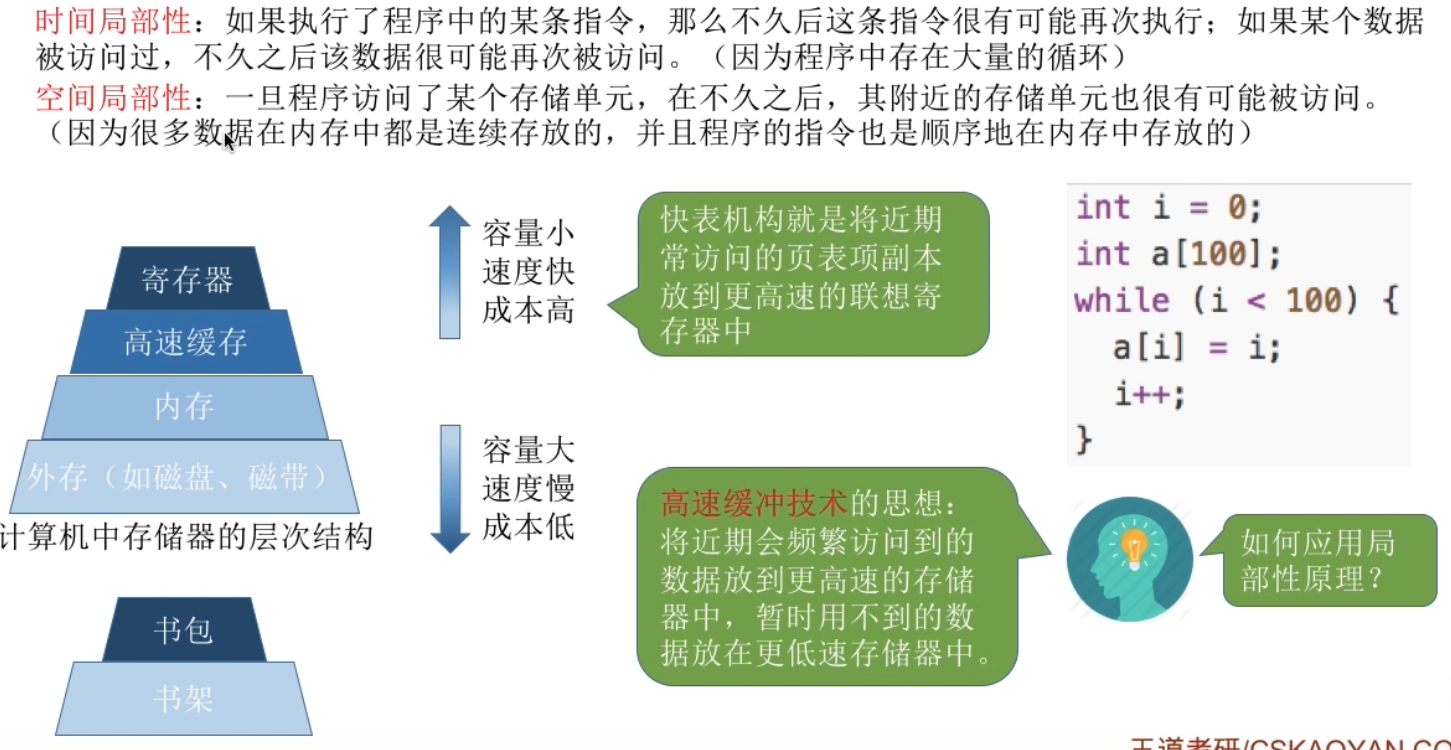 时间局部性：如果执行了程序中的某条指令，那么不久后这条指令很有可能再次执行；如果某个数据
被访问过，不久之后该数据很可能再次被访问。（因为程序中存在大量的循环）
空间局部性：一旦程序访问了某个存储单元，在不久之后，其附近的存储单元也很有可能被访问。
（因为很多数据在内存中都是连续存放的，并且程序的指令也是顺序地在内存中存放的）
寄存器
高速缓存
内存
外存（如磁盘、磁带）
计算机中存储器的层次结构
书包
书架
容量小
速度快
成本高
容量大
速度慢
成本低
快表机构就是将近期
常访问的页表项副本
放到更高速的联想寄
存器中
高速缓冲技术的思想：
将近期会频繁访问到的
数据放到更高速的存储
器中，暂时用不到的数
据放在更低速存储器中。
int i = 0;
int a[100];
while (i < 100) {
a[i] = i;
i++;
}
如何应用局
部性原理？
王道考研/CSKAOYAN.CO